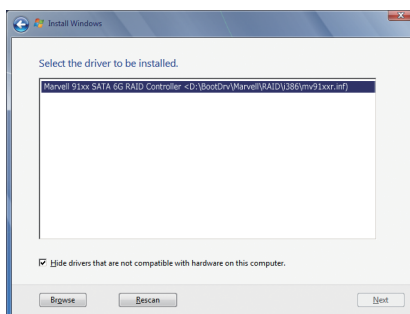 Install Windows
Select the driver to be installed.
Marvell 91xx SATA 6G RAID Controller <D:\BootDrv\Marvell\RAID\i386\mv91xxr.inf)
Hide drivers that are not compatible with hardware on this computer.
Browse Rescan Next